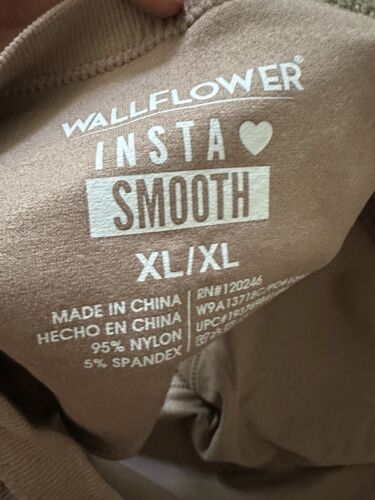 WALLFLOWER®
INSTA ♥
SMOOTH
XL/XL
MADE IN CHINA
HECHO EN CHINA
95% NYLON
5% SPANDEX
RN#120246